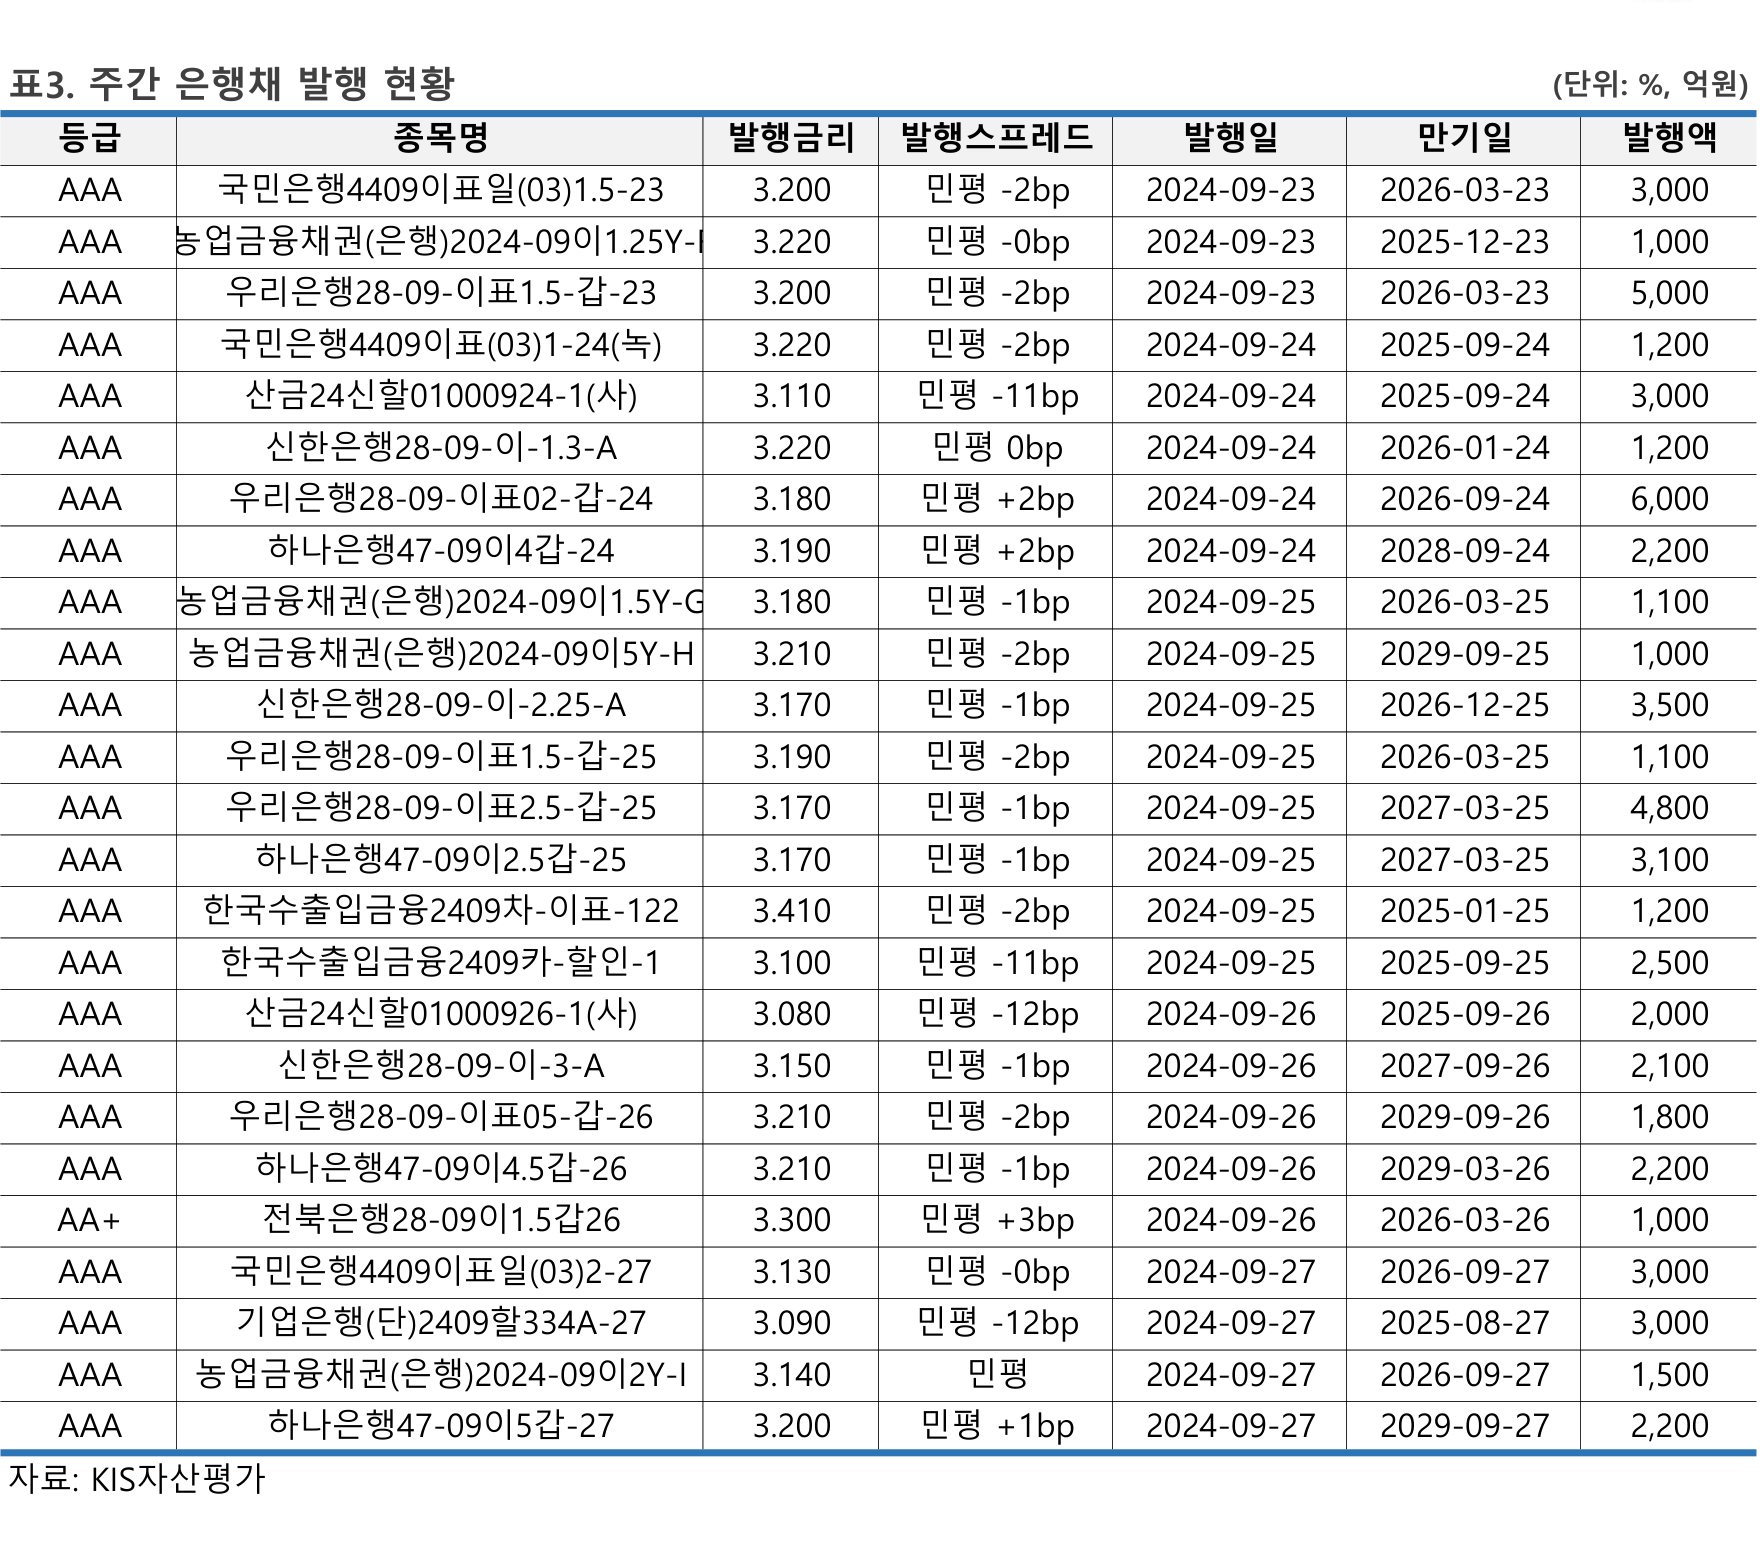 표3. 주간 은행채 발행 현황 (단위: %, 억원)
등급 종목명 발행금리 발행스프레드 발행일 만기일 발행액
AAA 국민은행4409이표일(03)1.5-23 3.200 민평 -2bp 2024-09-23 2026-03-23 3,000
AAA 농업금융채권(은행)2024-09이1.25Y- 3.220 민평 -0bp 2024-09-23 2025-12-23 1,000
AAA 우리은행28-09-이표1.5-갑-23 3.200 민평 -2bp 2024-09-23 2026-03-23 5,000
AAA 국민은행4409이표(03)1-24(녹) 3.220 민평 -2bp 2024-09-24 2025-09-24 1,200
AAA 산금24신할01000924-1(사) 3.110 민평 -11bp 2024-09-24 2025-09-24 3,000
AAA 신한은행28-09-이-1.3-A 3.220 민평 0bp 2024-09-24 2026-01-24 1,200
AAA 우리은행28-09-이표02-갑-24 3.180 민평 +2bp 2024-09-24 2026-09-24 6,000
AAA 하나은행47-09이4갑-24 3.190 민평 +2bp 2024-09-24 2028-09-24 2,200
AAA 농업금융채권(은행)2024-09이1.5Y-G 3.180 민평 -1bp 2024-09-25 2026-03-25 1,100
AAA 농업금융채권(은행)2024-09이5Y-H 3.210 민평 -2bp 2024-09-25 2029-09-25 1,000
AAA 신한은행28-09-이-2.25-A 3.170 민평 -1bp 2024-09-25 2026-12-25 3,500
AAA 우리은행28-09-이표1.5-갑-25 3.190 민평 -2bp 2024-09-25 2026-03-25 1,100
AAA 우리은행28-09-이표2.5-갑-25 3.170 민평 -1bp 2024-09-25 2027-03-25 4,800
AAA 하나은행47-09이2.5갑-25 3.170 민평 -1bp 2024-09-25 2027-03-25 3,100
AAA 한국수출입금융2409차-이표-122 3.410 민평 -2bp 2024-09-25 2025-01-25 1,200
AAA 한국수출입금융2409카-할인-1 3.100 민평 -11bp 2024-09-25 2025-09-25 2,500
AAA 산금24신할01000926-1(사) 3.080 민평 -12bp 2024-09-26 2025-09-26 2,000
AAA 신한은행28-09-이-3-A 3.150 민평 -1bp 2024-09-26 2027-09-26 2,100
AAA 우리은행28-09-이표05-갑-26 3.210 민평 -2bp 2024-09-26 2029-09-26 1,800
AAA 하나은행47-09이4.5갑-26 3.210 민평 -1bp 2024-09-26 2029-03-26 2,200
AA+ 전북은행28-09이1.5갑26 3.300 민평 +3bp 2024-09-26 2026-03-26 1,000
AAA 국민은행4409이표일(03)2-27 3.130 민평 -0bp 2024-09-27 2026-09-27 3,000
AAA 기업은행(단)2409할334A-27 3.090 민평 -12bp 2024-09-27 2025-08-27 3,000
AAA 농업금융채권(은행)2024-09이2Y-I 3.140 민평 2024-09-27 2026-09-27 1,500
AAA 하나은행47-09이5갑-27 3.200 민평 +1bp 2024-09-27 2029-09-27 2,200
자료: KIS자산평가